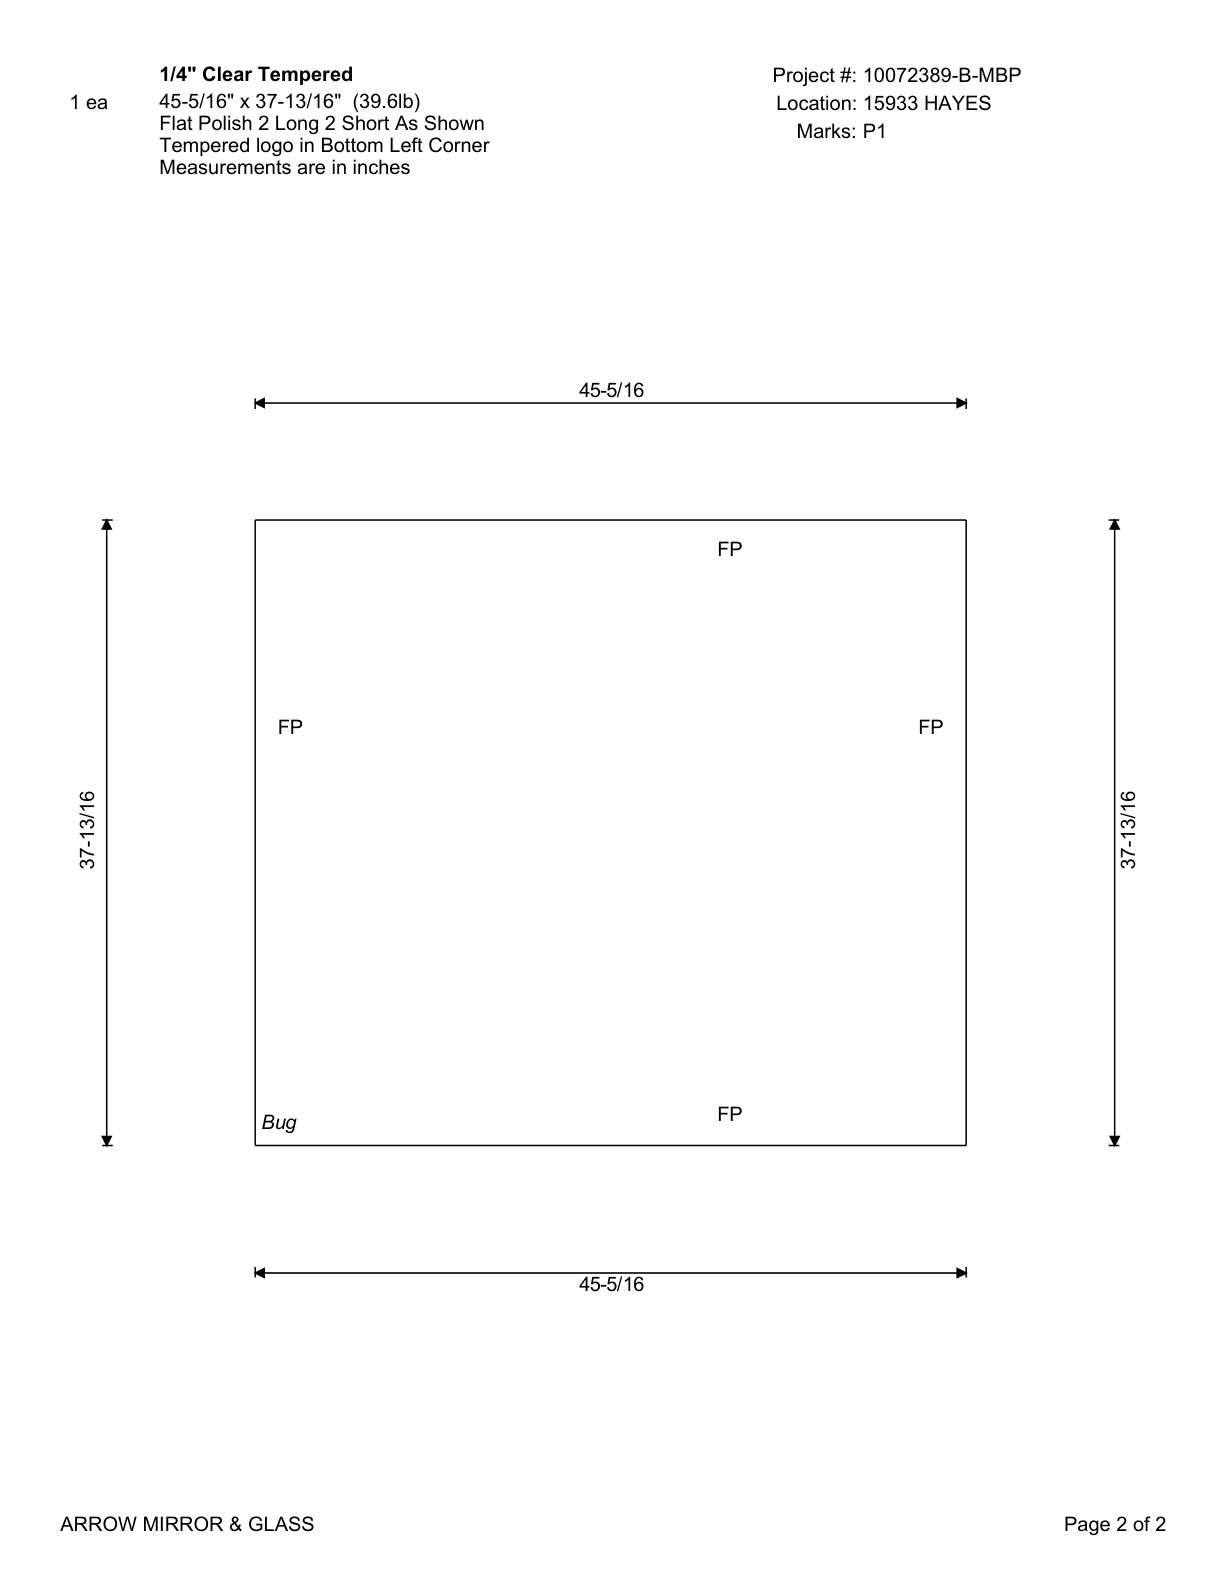 1/4" Clear Tempered
1 ea
45-5/16" x 37-13/16" (39.6lb)
Flat Polish 2 Long 2 Short As Shown
Tempered logo in Bottom Left Corner
Measurements are in inches
Project #: 10072389-B-MBP
Location: 15933 HAYES
Marks: P1
45-5/16
FP
FP
FP
37-13/16
37-13/16
FP
Bug
45-5/16
ARROW MIRROR & GLASS
Page 2 of 2